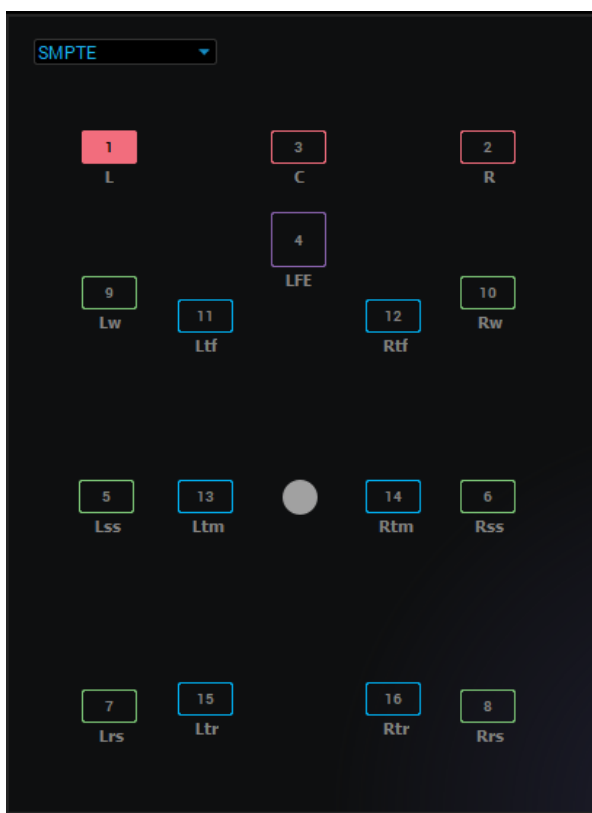 SMPTE
1 3 2
L C R
4
LFE
9 10
Lw Rw
11 12
Ltf Rtf
5 13 14 6
Lss Ltm Rtm Rss
7 15 16 8
Lrs Ltr Rtr Rrs